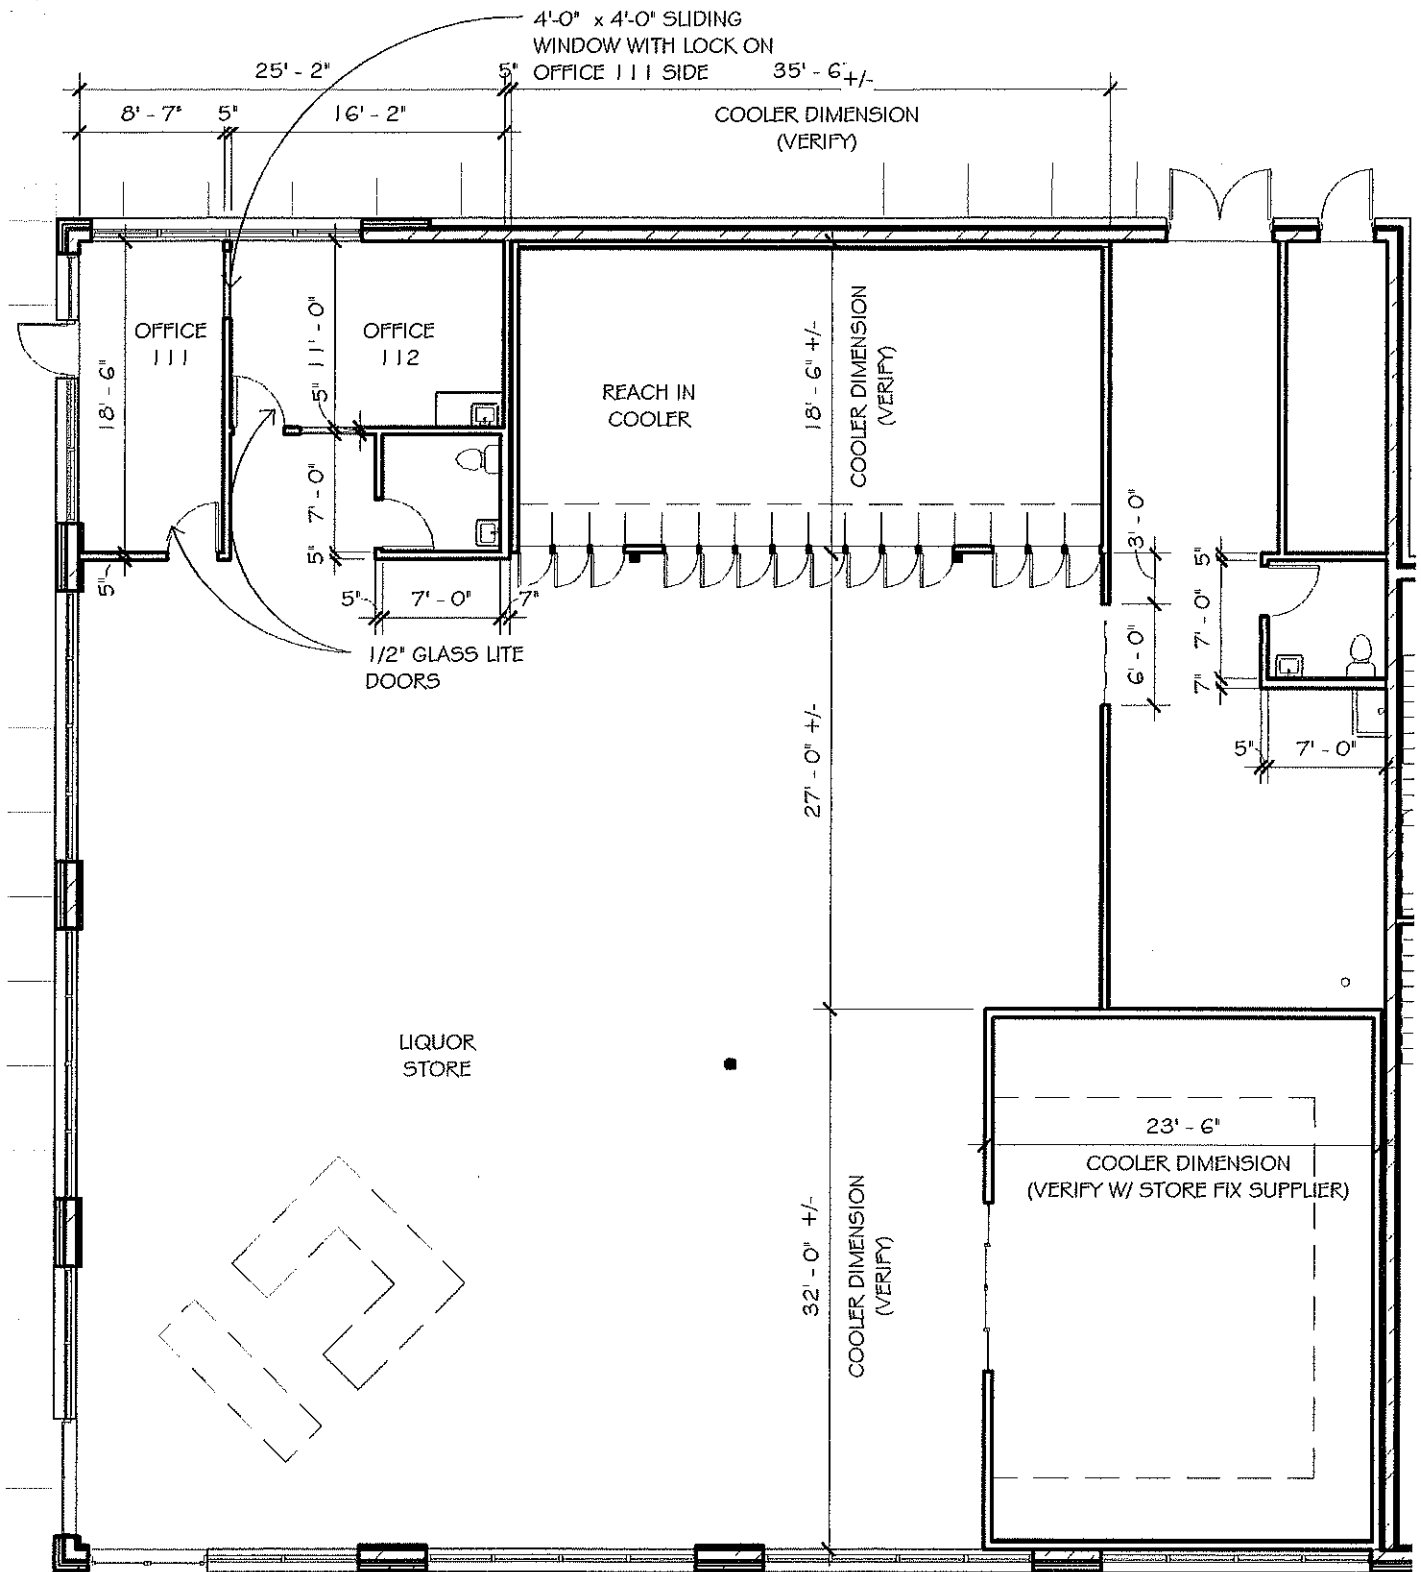 4'-0" x 4'-0" SLIDING
WINDOW WITH LOCK ON
OFFICE 111 SIDE
25' - 2"
5"
35' - 6" +/-
8' - 7"
5"
16' - 2"
COOLER DIMENSION
(VERIFY)
OFFICE
111
18' - 6"
5"
OFFICE
112
11' - 0"
5"
7' - 0"
5"
REACH IN
COOLER
18' - 6" +/-
COOLER DIMENSION
(VERIFY)
3' - 0"
6' - 0"
5"
7' - 0"
7"
5"
7' - 0"
5"
7' - 0"
7"
1/2" GLASS LITE
DOORS
27' - 0" +/-
LIQUOR
STORE
32' - 0" +/-
COOLER DIMENSION
(VERIFY)
23' - 6"
COOLER DIMENSION
(VERIFY W/ STORE FIX SUPPLIER)